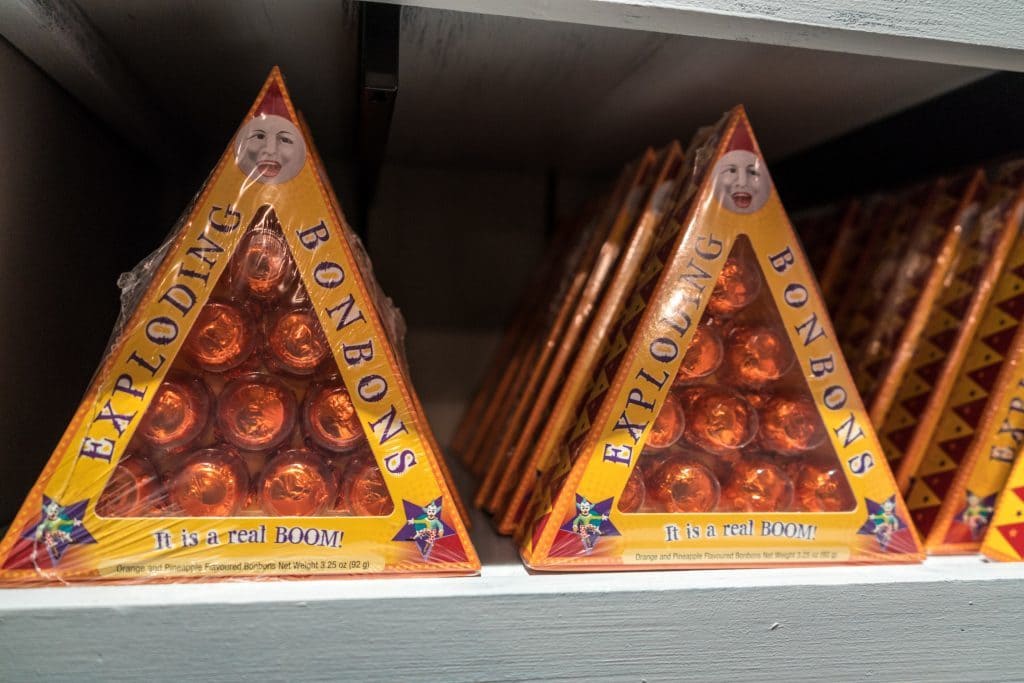 EXPLODING
BONBONS
It is a real BOOM!
Orange and Pineapple Flavoured Bonbons Net Weight 3.25 oz (92 g)
EXPLODING
BONBONS
It is a real BOOM!
Orange and Pineapple Flavoured Bonbons Net Weight 3.25 oz (92 g)